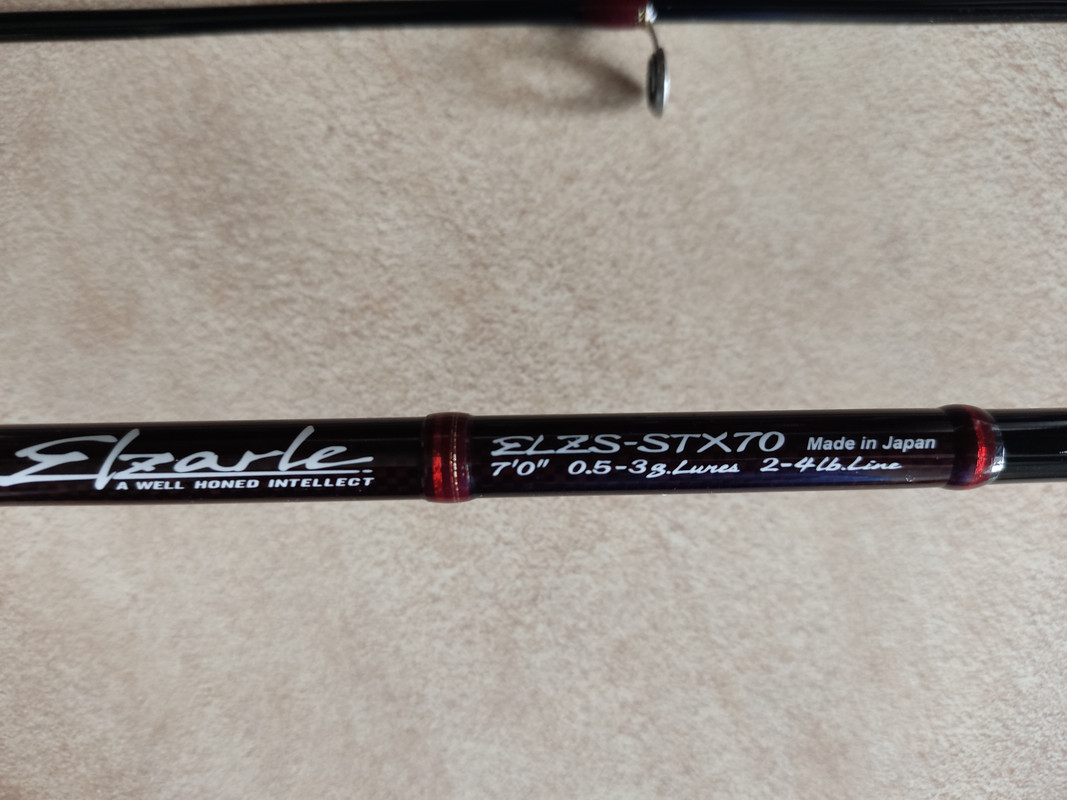 Elzarle
A WELL HONED INTELLECT
ELZS-STX70 Made in Japan
7'0" 0.5-3g.Lures 2-4lb.Line